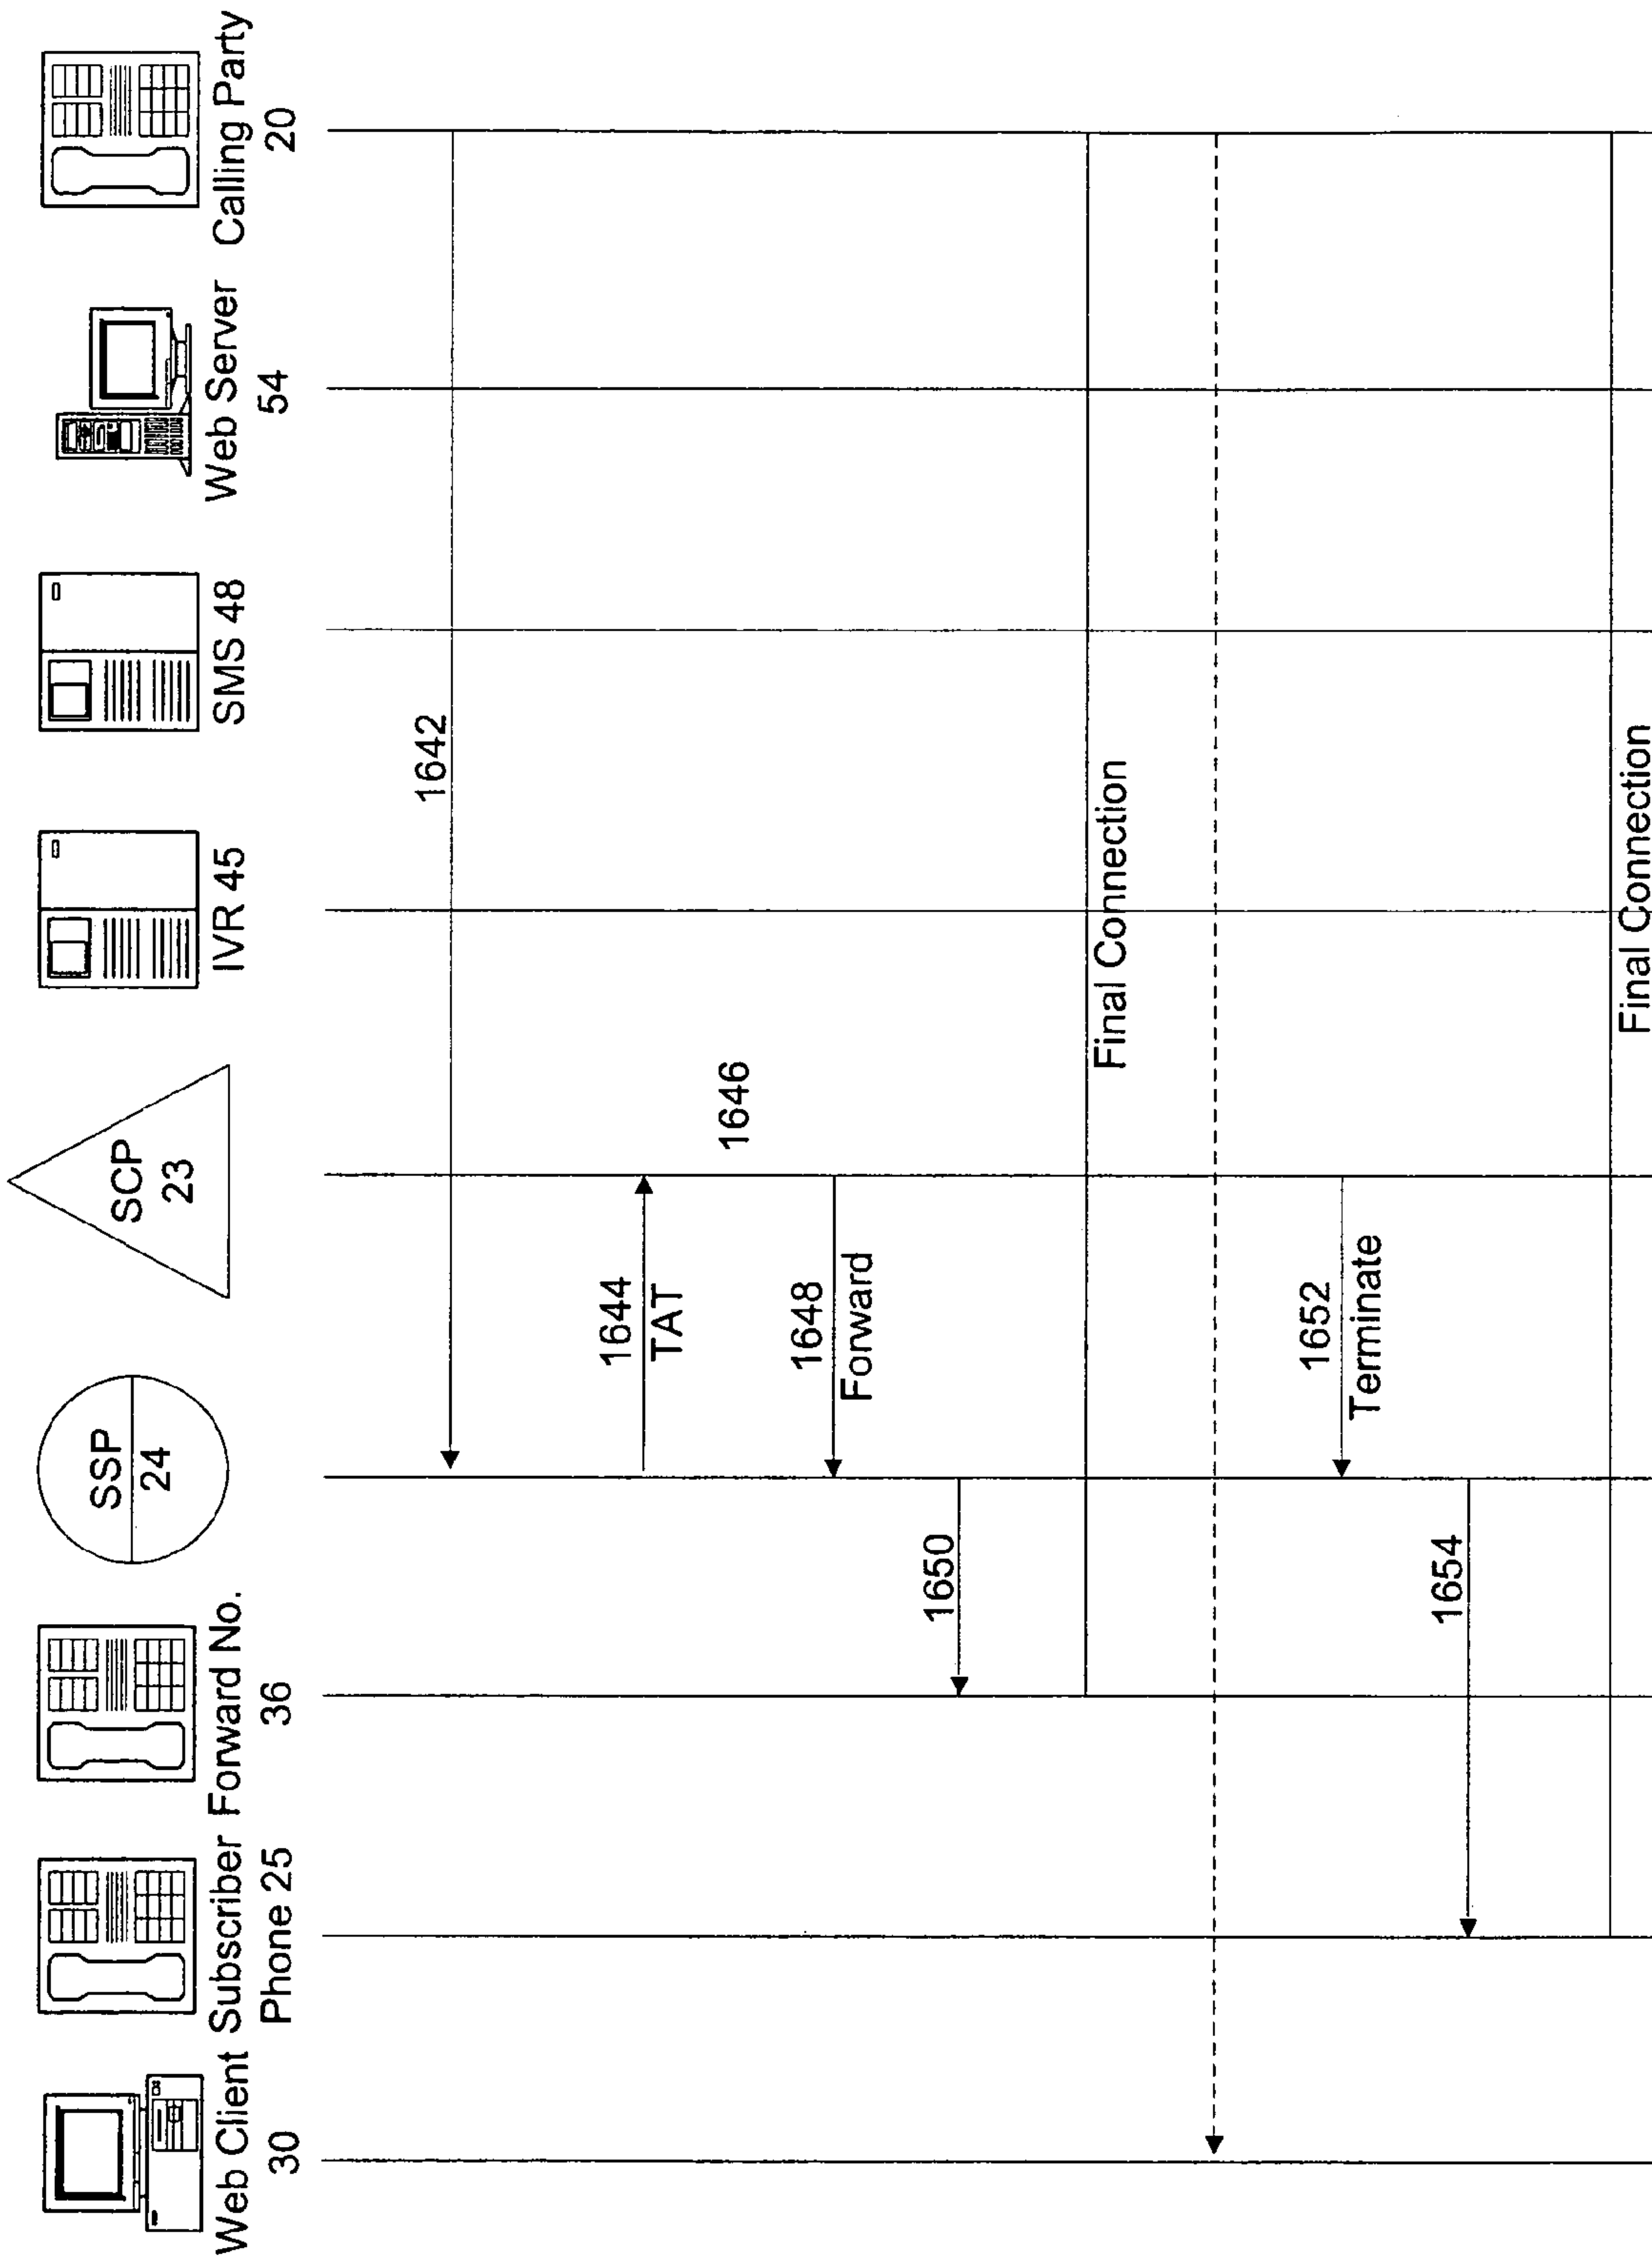 Web Client
30
Subscriber
Phone 25
Forward No.
36
SSP
24
SCP
23
IVR 45
SMS 48
Web Server
54
Calling Party
20
1642
1644
TAT
1646
1648
Forward
1650
Final Connection
1652
Terminate
1654
Final Connection